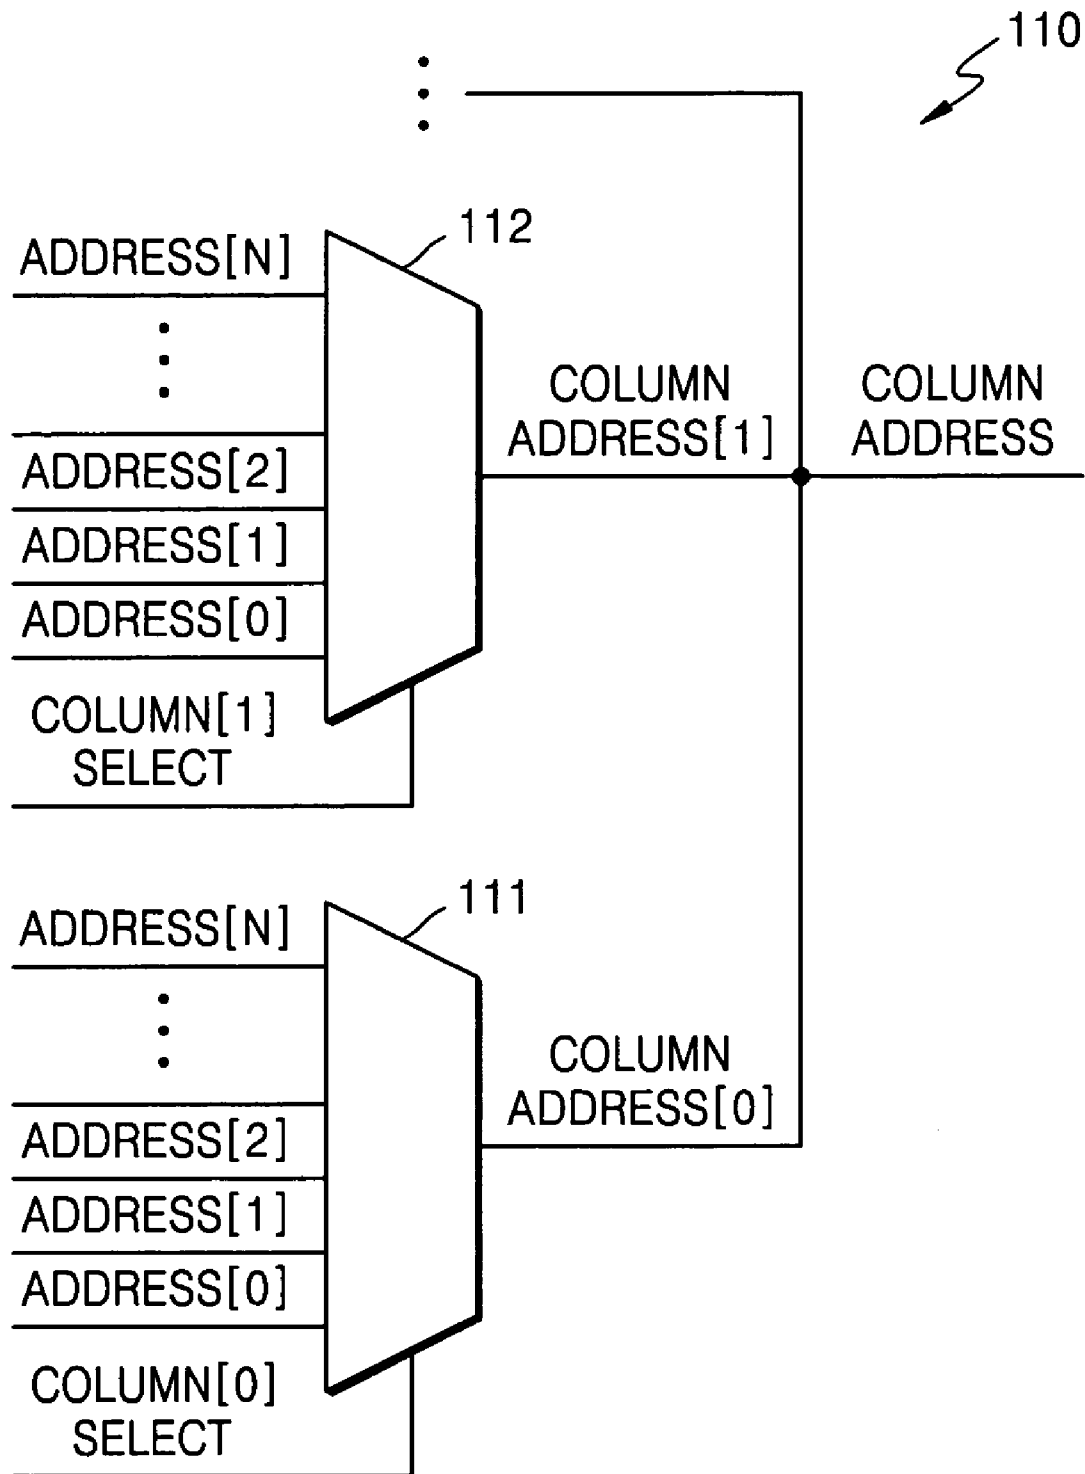 110
112
ADDRESS[N]
COLUMN
ADDRESS[1]
COLUMN
ADDRESS
ADDRESS[2]
ADDRESS[1]
ADDRESS[0]
COLUMN[1]
SELECT
111
ADDRESS[N]
COLUMN
ADDRESS[0]
ADDRESS[2]
ADDRESS[1]
ADDRESS[0]
COLUMN[0]
SELECT